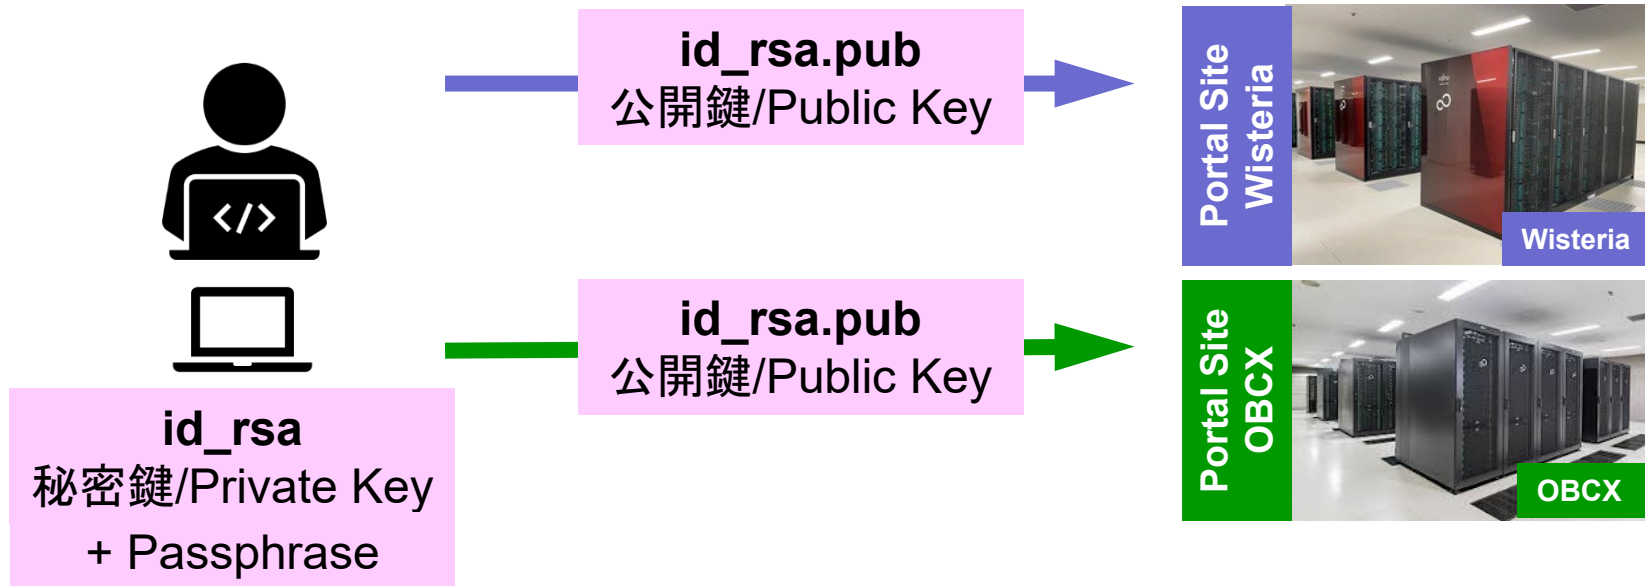 id_rsa.pub
公開鍵/Public Key
Portal Site
Wisteria
Wisteria
</>
id_rsa.pub
公開鍵/Public Key
Portal Site
OBCX
OBCX
id_rsa
秘密鍵/Private Key
+ Passphrase